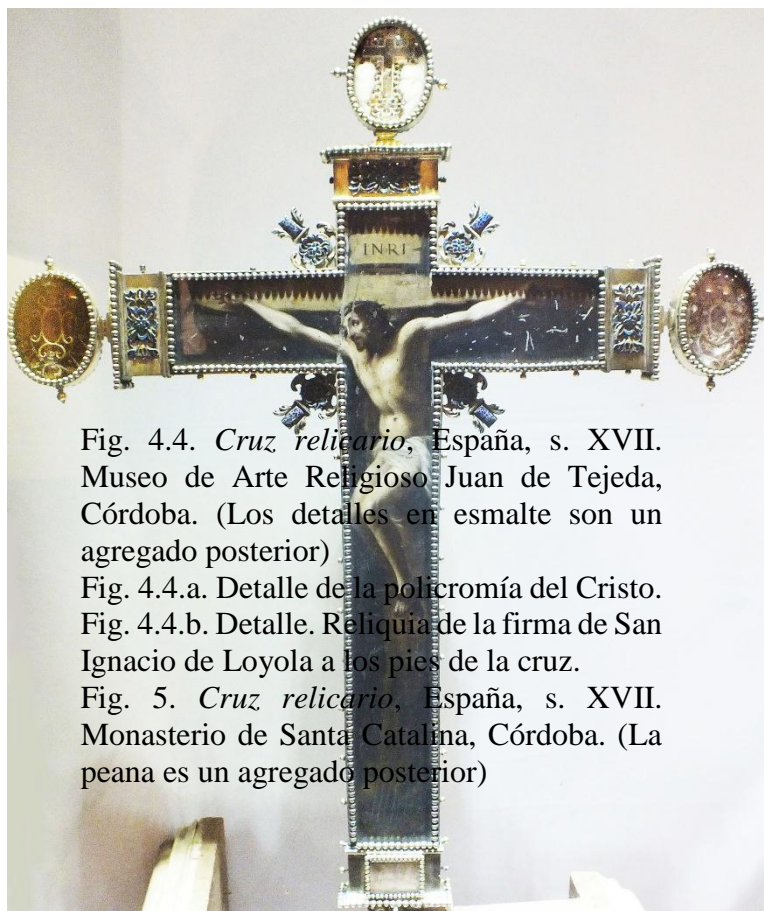 INRI
Fig. 4.4. Cruz relicario, España, s. XVII.
Museo de Arte Religioso Juan de Tejeda,
Córdoba. (Los detalles en esmalte son un
agregado posterior)
Fig. 4.4.a. Detalle de la policromía del Cristo.
Fig. 4.4.b. Detalle. Reliquia de la firma de San
Ignacio de Loyola a los pies de la cruz.
Fig. 5. Cruz relicario, España, s. XVII.
Monasterio de Santa Catalina, Córdoba. (La
peana es un agregado posterior)